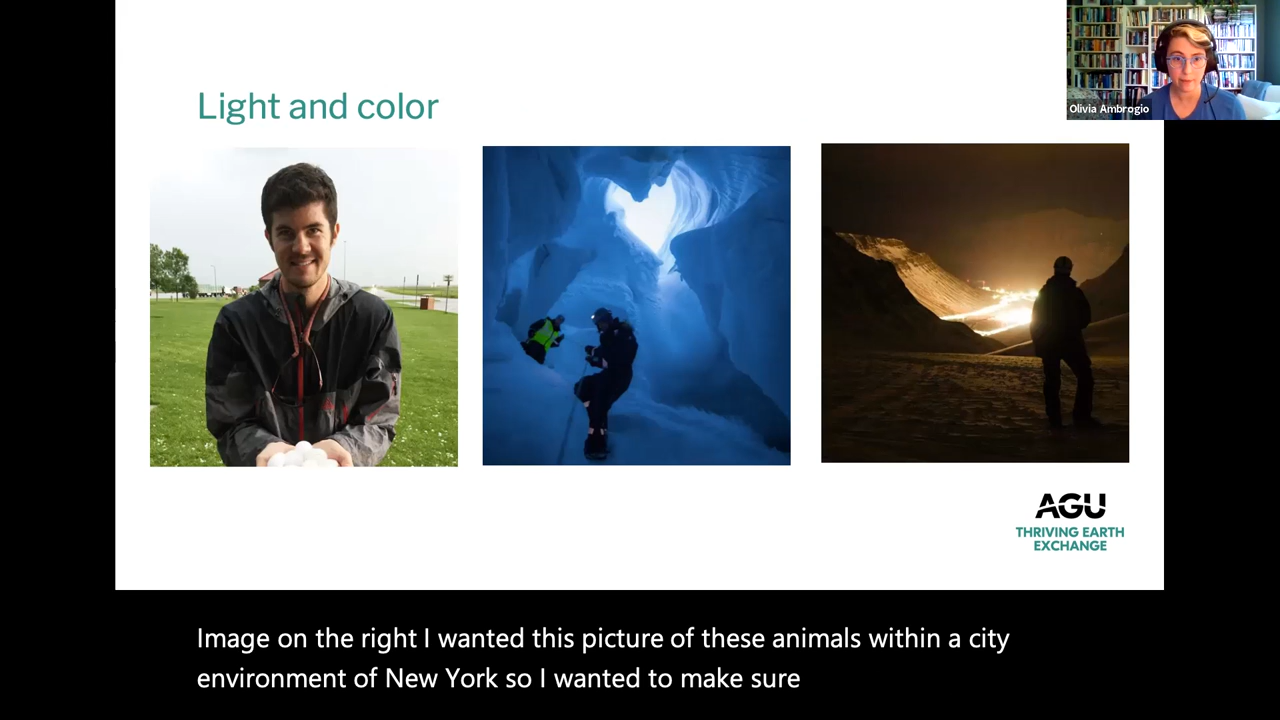 Olivia Ambrogio
Light and color
AGU
THRIVING EARTH
EXCHANGE
Image on the right I wanted this picture of these animals within a city
environment of New York so I wanted to make sure